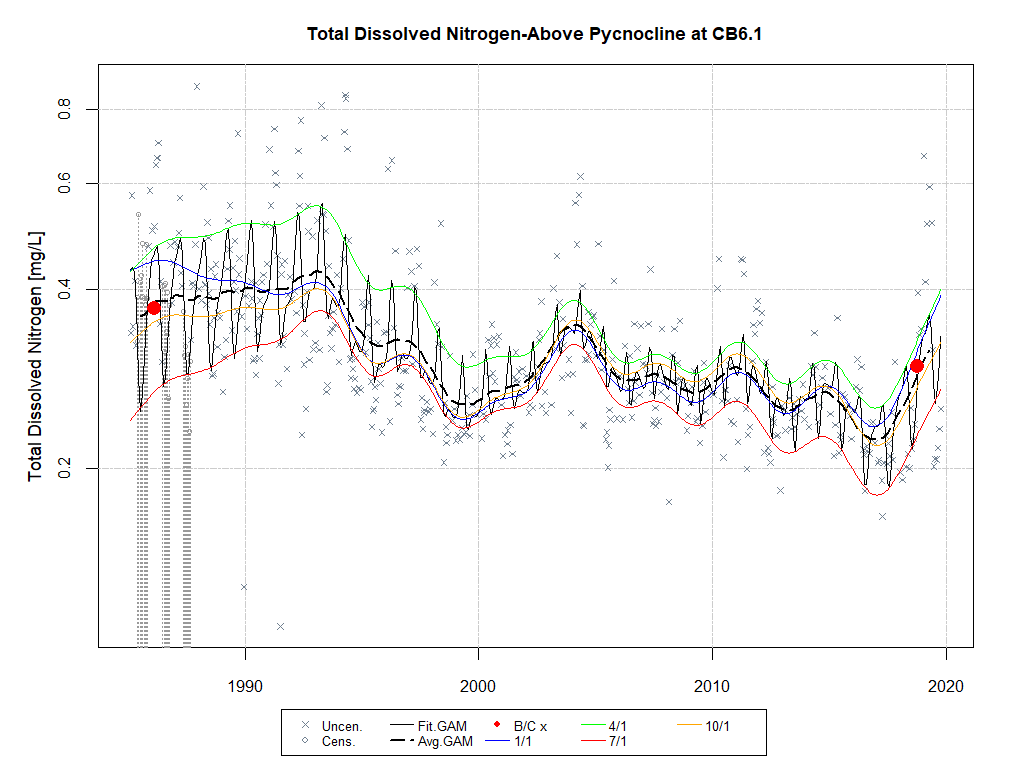 Total Dissolved Nitrogen-Above Pycnocline at CB6.1
Total Dissolved Nitrogen [mg/L]
0.8
0.6
0.4
0.2
1990 2000 2010 2020
Uncen. Fit.GAM B/C x 4/1 10/1
Cens. Avg.GAM 1/1 7/1